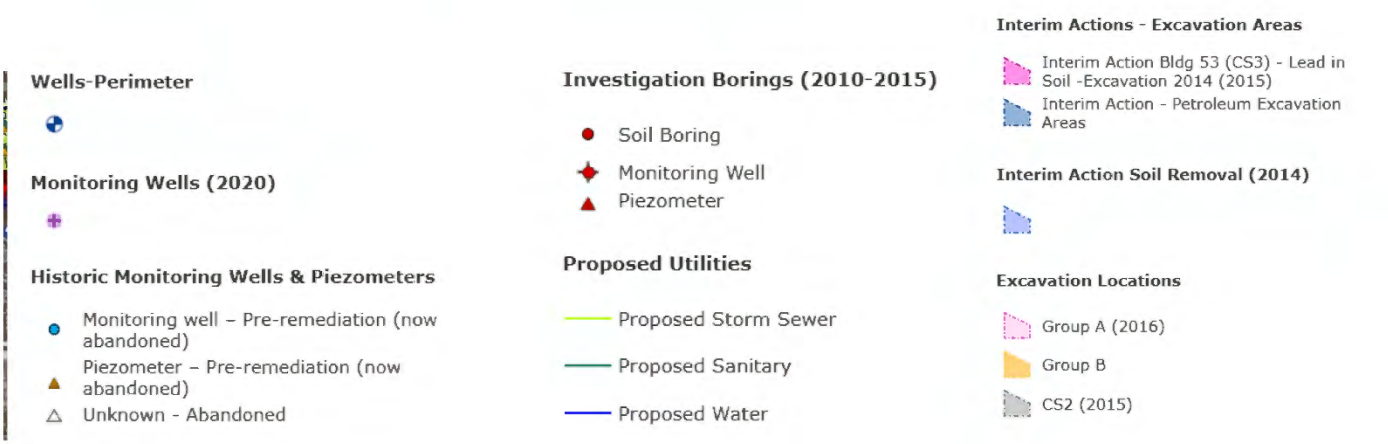 Wells-Perimeter
Monitoring Wells (2020)
Historic Monitoring Wells & Piezometers
Monitoring well – Pre-remediation (now
abandoned)
Piezometer – Pre-remediation (now
abandoned)
Unknown - Abandoned
Investigation Borings (2010-2015)
Soil Boring
Monitoring Well
Piezometer
Proposed Utilities
Proposed Storm Sewer
Proposed Sanitary
Proposed Water
Interim Actions - Excavation Areas
Interim Action Bldg 53 (CS3) - Lead in
Soil -Excavation 2014 (2015)
Interim Action - Petroleum Excavation
Areas
Interim Action Soil Removal (2014)
Excavation Locations
Group A (2016)
Group B
CS2 (2015)